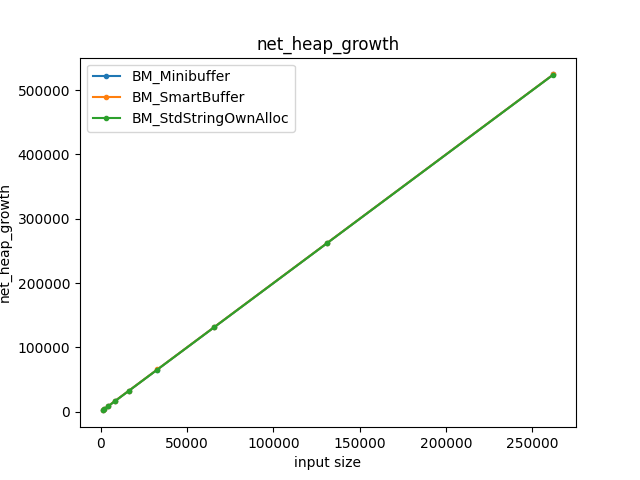 net_heap_growth
BM_Minibuffer
BM_SmartBuffer
BM_StdStringOwnAlloc
net_heap_growth
500000
400000
300000
200000
100000
0
0 50000 100000 150000 200000 250000
input size